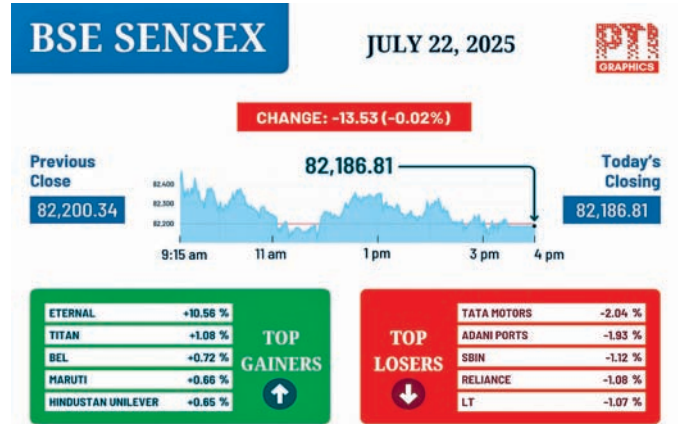 BSE SENSEX
JULY 22, 2025
PTI
GRAPHICS
CHANGE: -13.53 (-0.02%)
Previous
Close
82,200.34
82,186.81
Today's
Closing
82,186.81
82,400
82,300
82,200
9:15 am 11 am 1 pm 3 pm 4 pm
ETERNAL +10.56 %
TITAN +1.08 %
BEL +0.72 %
MARUTI +0.66 %
HINDUSTAN UNILEVER +0.65 %
TOP
GAINERS
TOP
LOSERS
TATA MOTORS -2.04 %
ADANI PORTS -1.93 %
SBIN -1.12 %
RELIANCE -1.08 %
LT -1.07 %